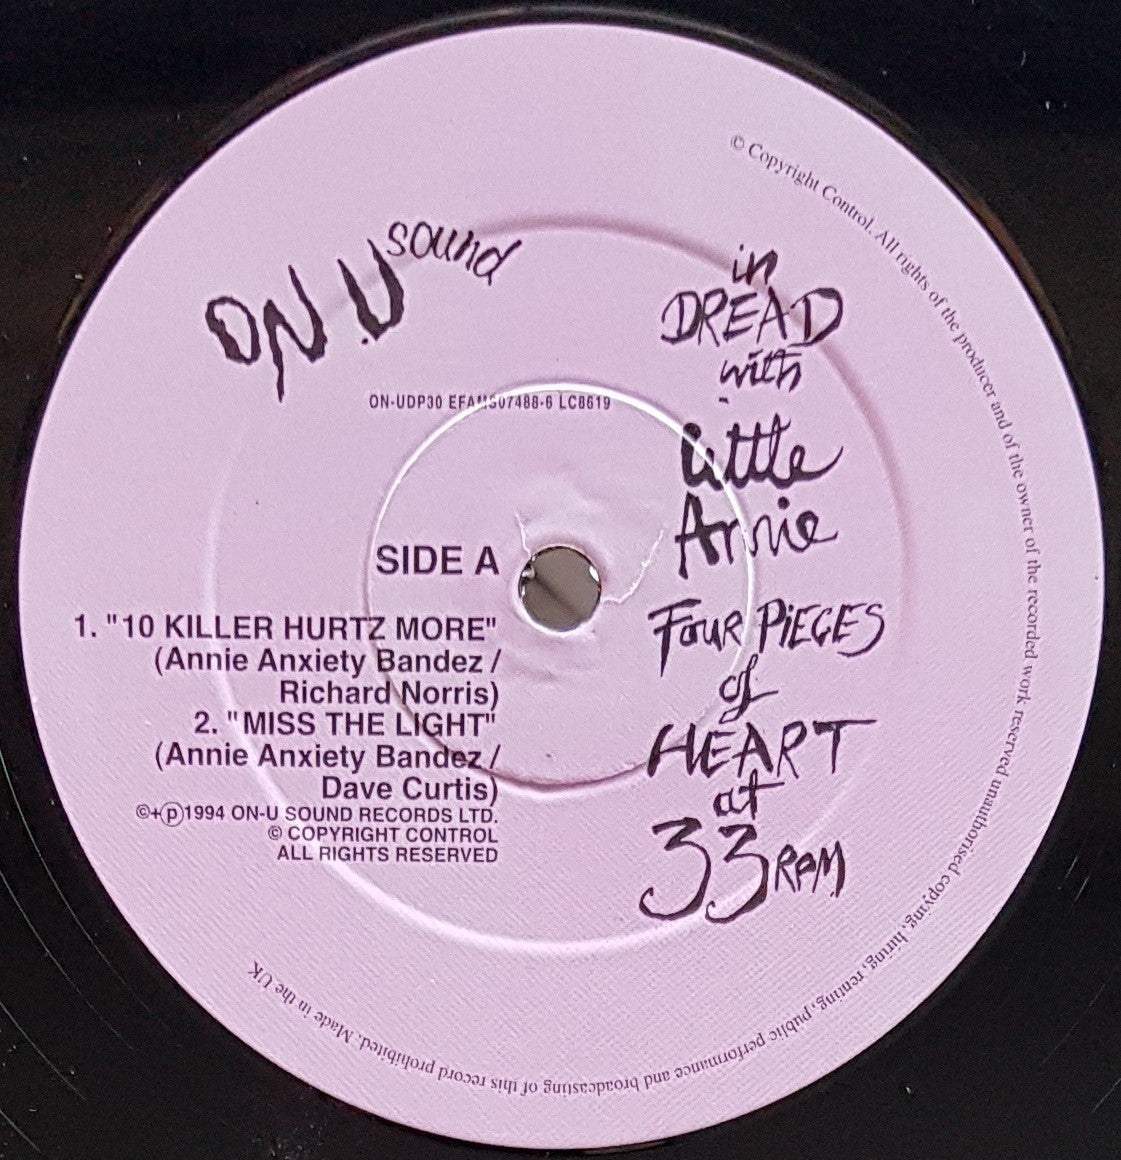 ON.U sound
in
DREAD
with
Little
Annie
FOUR PiECES
of
HEART
at
33 RPM
ON-UDP30 EFAMS07488-6 LC8619
SIDE A
1. "10 KILLER HURTZ MORE"
(Annie Anxiety Bandez /
Richard Norris)
2. "MISS THE LIGHT"
(Annie Anxiety Bandez /
Dave Curtis)
©+℗1994 ON-U SOUND RECORDS LTD.
© COPYRIGHT CONTROL
ALL RIGHTS RESERVED
© Copyright Control. All rights of the producer and of the owner of the recorded work reserved unauthorised copying, hiring, renting, public performance and broadcasting of this record prohibited. Made in the UK